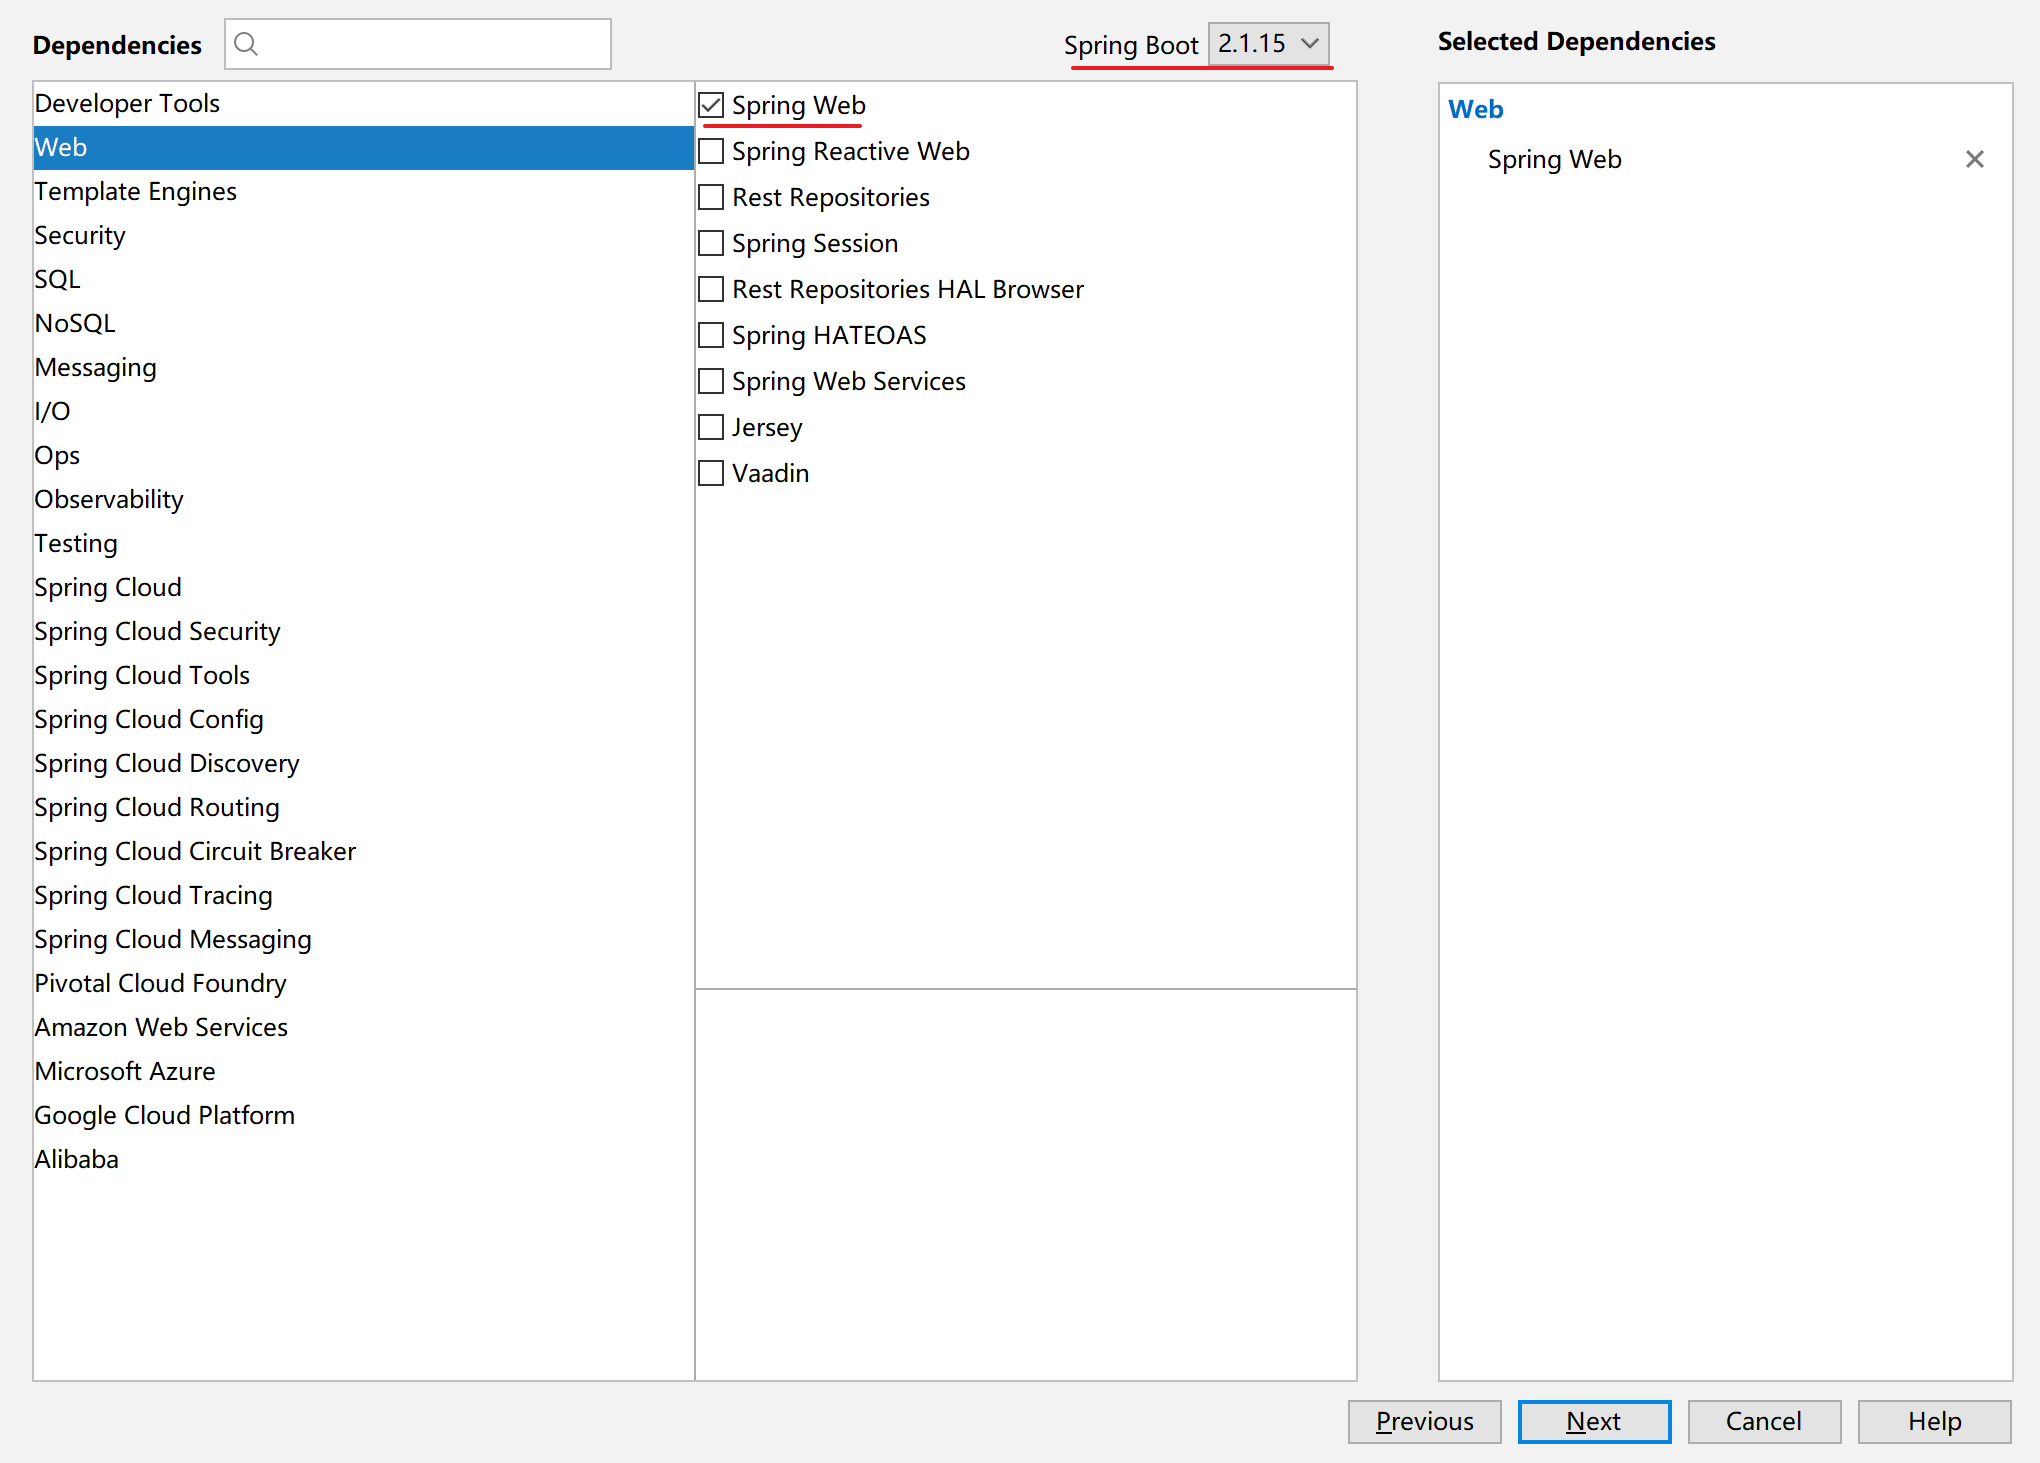 Dependencies
Spring Boot 2.1.15
Selected Dependencies
Developer Tools
Web
Template Engines
Security
SQL
NoSQL
Messaging
I/O
Ops
Observability
Testing
Spring Cloud
Spring Cloud Security
Spring Cloud Tools
Spring Cloud Config
Spring Cloud Discovery
Spring Cloud Routing
Spring Cloud Circuit Breaker
Spring Cloud Tracing
Spring Cloud Messaging
Pivotal Cloud Foundry
Amazon Web Services
Microsoft Azure
Google Cloud Platform
Alibaba
Spring Web
Spring Reactive Web
Rest Repositories
Spring Session
Rest Repositories HAL Browser
Spring HATEOAS
Spring Web Services
Jersey
Vaadin
Web
Spring Web
Previous
Next
Cancel
Help